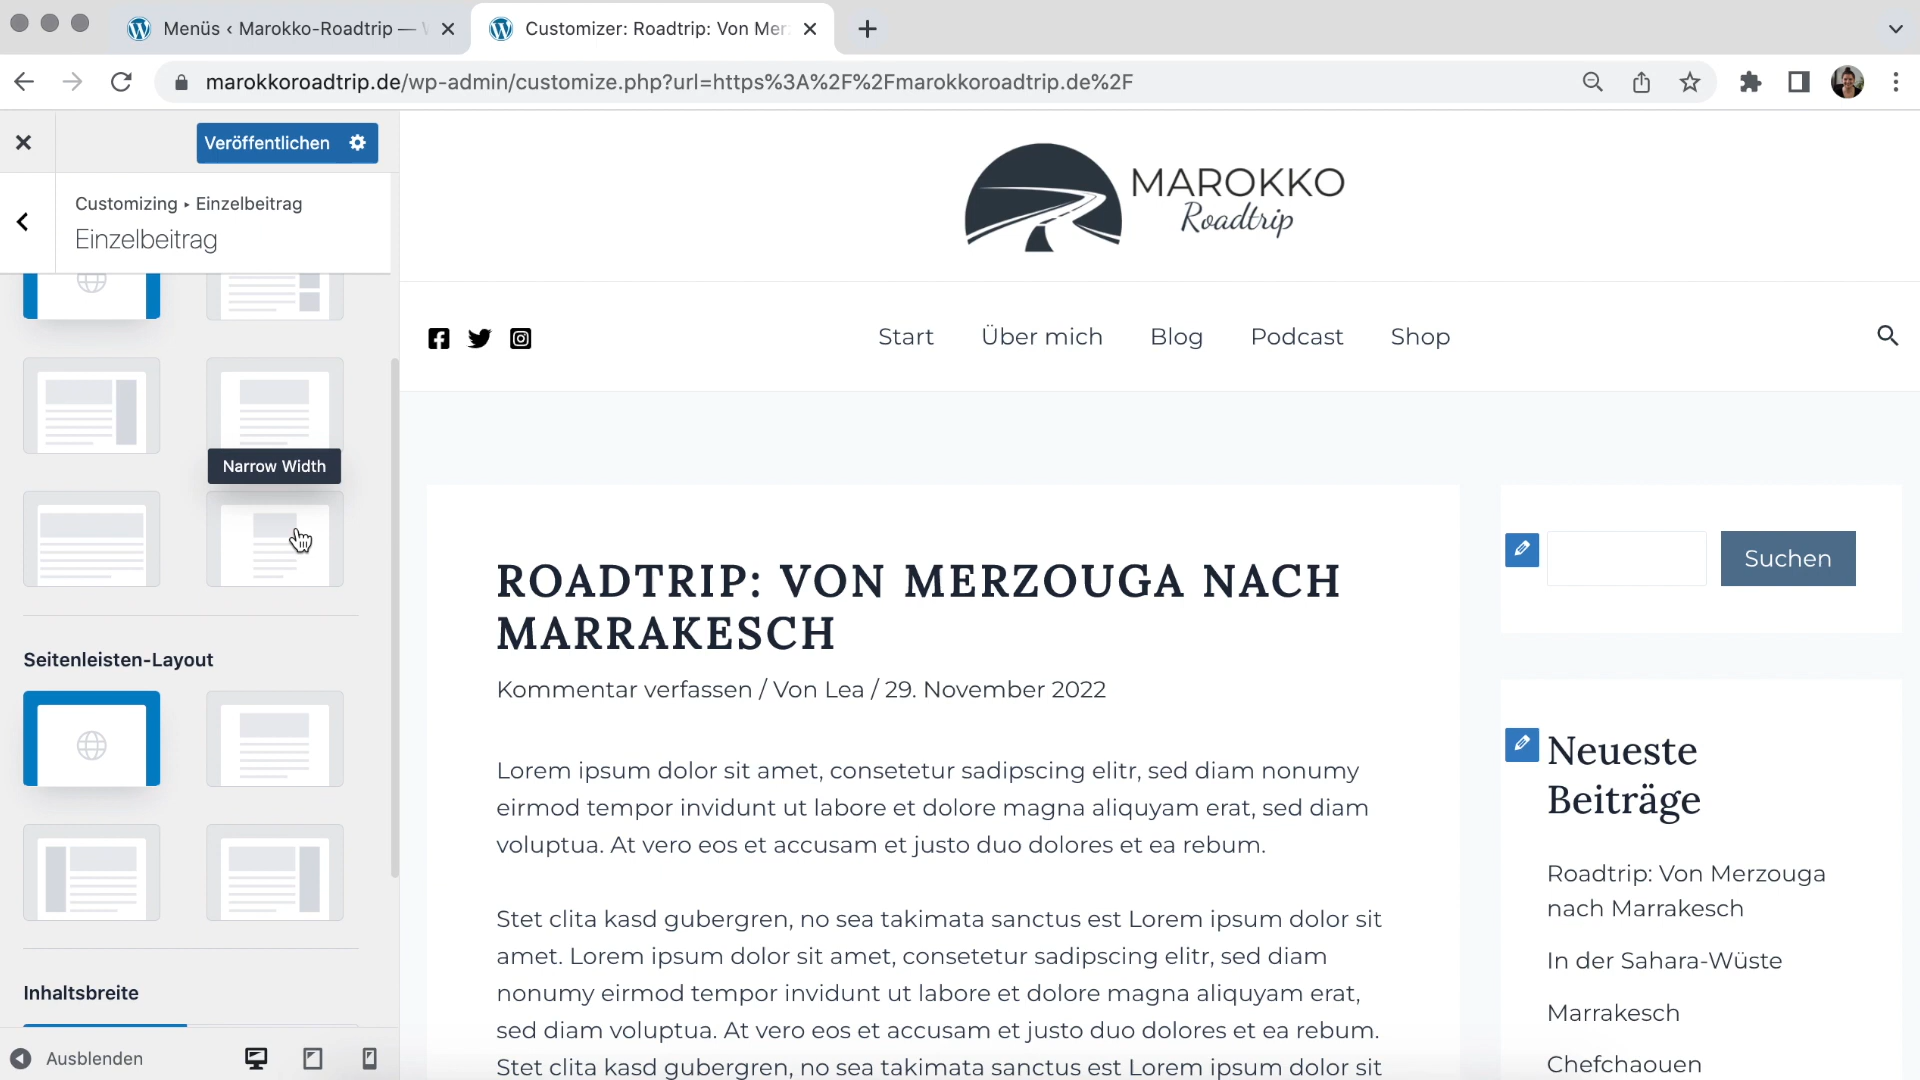 Menüs ‹ Marokko-Roadtrip —
Customizer: Roadtrip: Von Mer
marokkoroadtrip.de/wp-admin/customize.php?url=https%3A%2F%2Fmarokkoroadtrip.de%2F
Veröffentlichen
Customizing ▸ Einzelbeitrag
Einzelbeitrag
Narrow Width
Seitenleisten-Layout
Inhaltsbreite
Ausblenden
MAROKKO
Roadtrip
Start Über mich Blog Podcast Shop
ROADTRIP: VON MERZOUGA NACH
MARRAKESCH
Kommentar verfassen / Von Lea / 29. November 2022
Lorem ipsum dolor sit amet, consetetur sadipscing elitr, sed diam nonumy
eirmod tempor invidunt ut labore et dolore magna aliquyam erat, sed diam
voluptua. At vero eos et accusam et justo duo dolores et ea rebum.
Stet clita kasd gubergren, no sea takimata sanctus est Lorem ipsum dolor sit
amet. Lorem ipsum dolor sit amet, consetetur sadipscing elitr, sed diam
nonumy eirmod tempor invidunt ut labore et dolore magna aliquyam erat,
sed diam voluptua. At vero eos et accusam et justo duo dolores et ea rebum.
Stet clita kasd gubergren, no sea takimata sanctus est Lorem ipsum dolor sit
Suchen
Neueste
Beiträge
Roadtrip: Von Merzouga
nach Marrakesch
In der Sahara-Wüste
Marrakesch
Chefchaouen